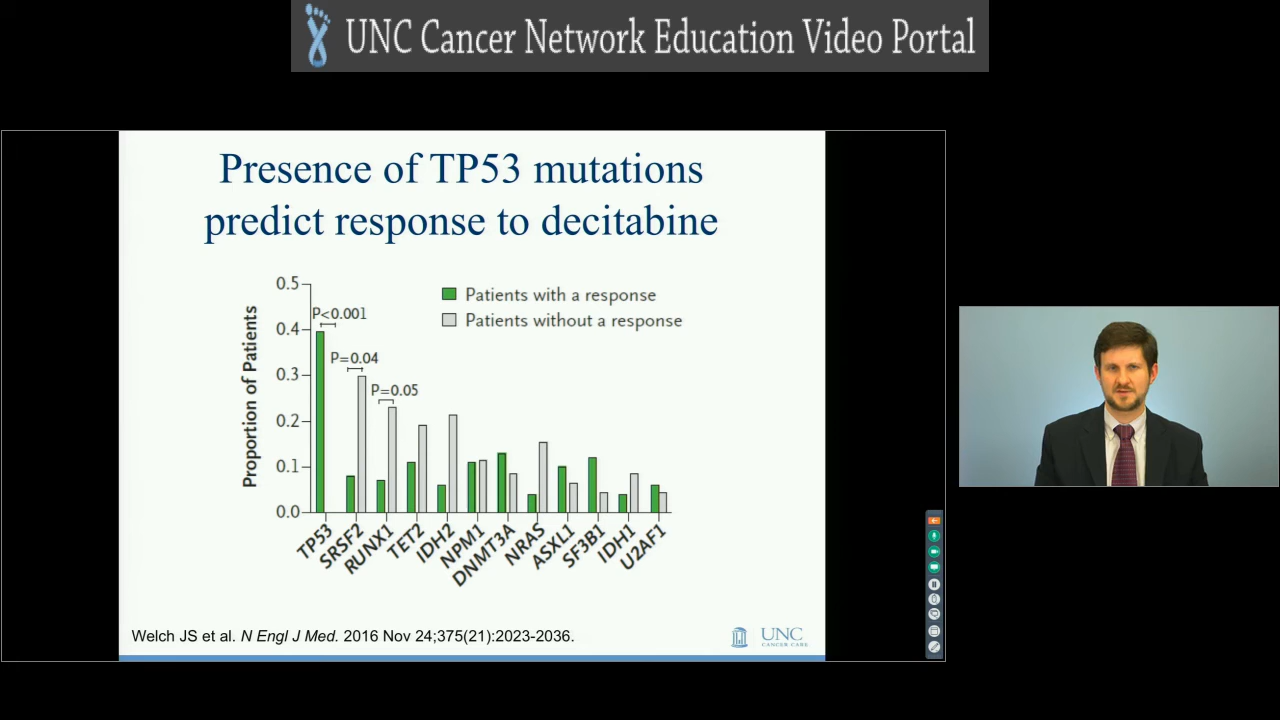 UNC Cancer Network Education Video Portal
Presence of TP53 mutations
predict response to decitabine
Proportion of Patients
0.5
0.4
0.3
0.2
0.1
0.0
P<0.001
P=0.04
P=0.05
Patients with a response
Patients without a response
TP53
SRSF2
RUNX1
TET2
IDH2
NPM1
DNMT3A
NRAS
ASXL1
SF3B1
IDH1
U2AF1
Welch JS et al. N Engl J Med. 2016 Nov 24;375(21):2023-2036.
UNC
CANCER CARE